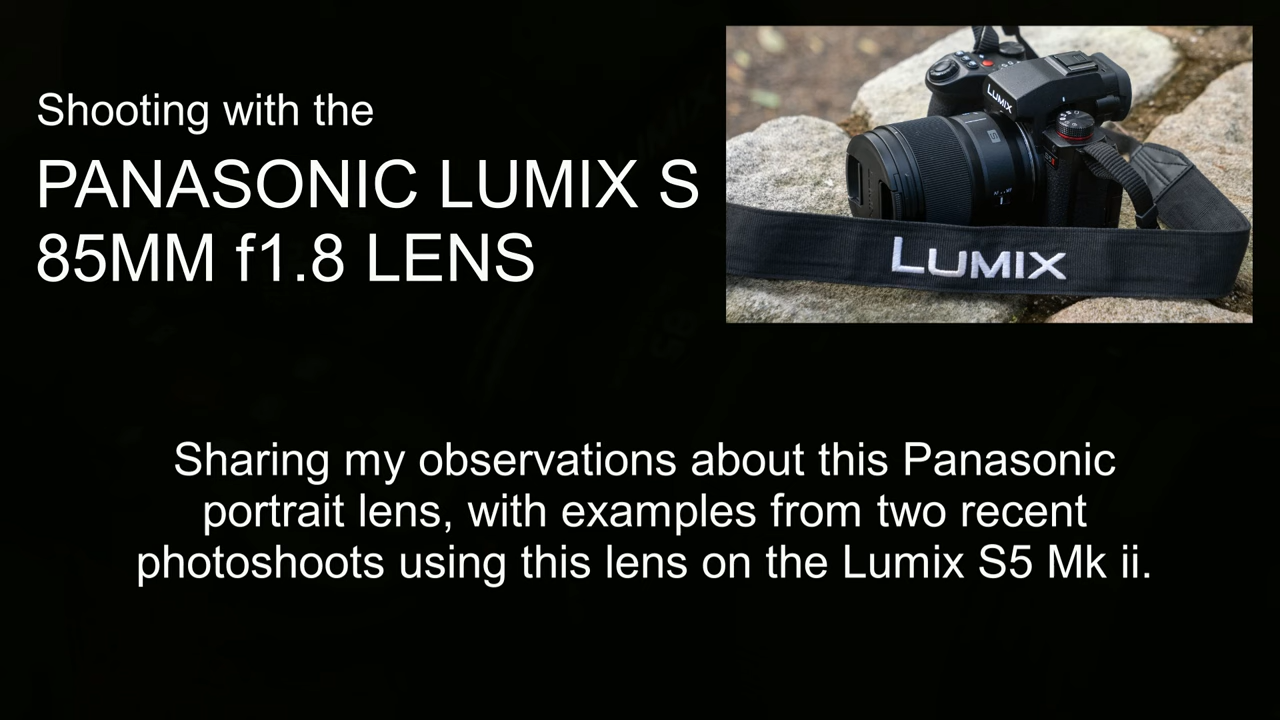 Shooting with the
PANASONIC LUMIX S
85MM f1.8 LENS
LUMIX
LUMIX
Sharing my observations about this Panasonic
portrait lens, with examples from two recent
photoshoots using this lens on the Lumix S5 Mk ii.